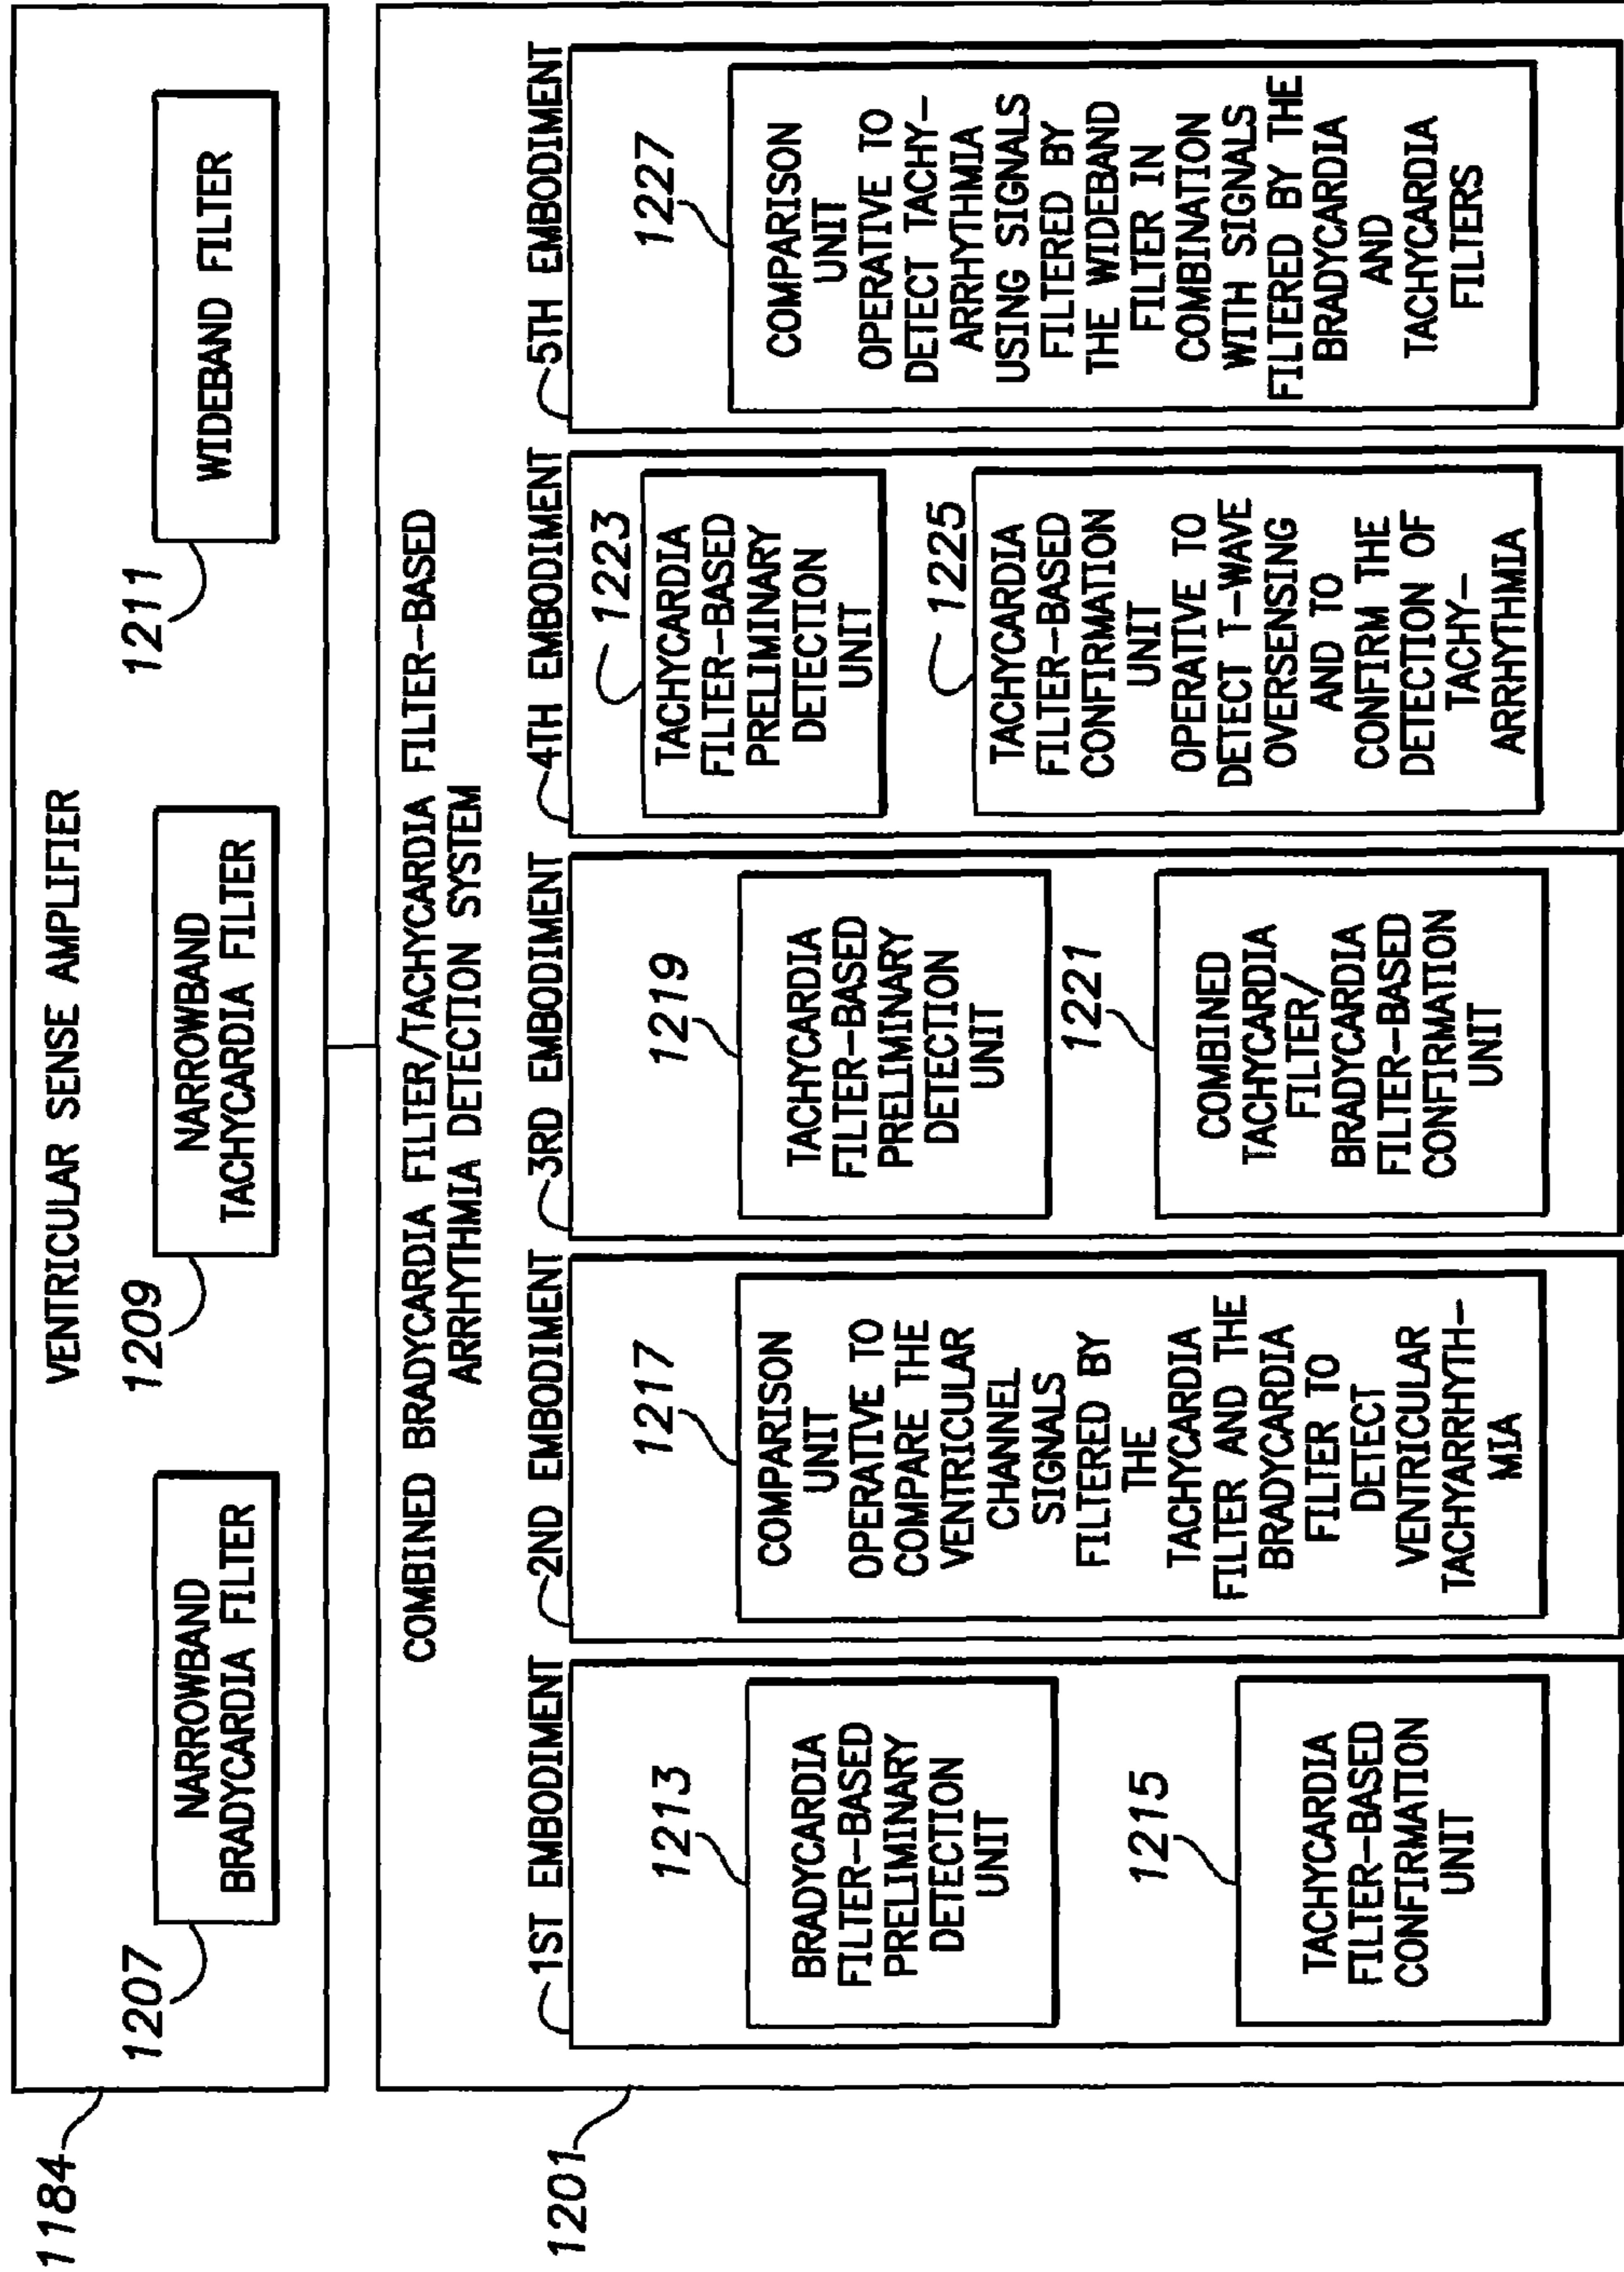 1184
VENTRICULAR SENSE AMPLIFIER
1207
NARROWBAND
BRADYCARDIA FILTER
1209
NARROWBAND
TACHYCARDIA FILTER
1211
WIDEBAND FILTER
1201
COMBINED BRADYCARDIA FILTER/TACHYCARDIA FILTER-BASED
ARRHYTHMIA DETECTION SYSTEM
1ST EMBODIMENT
1213
BRADYCARDIA
FILTER-BASED
PRELIMINARY
DETECTION
UNIT
1215
TACHYCARDIA
FILTER-BASED
CONFIRMATION
UNIT
2ND EMBODIMENT
1217
COMPARISON
UNIT
OPERATIVE TO
COMPARE THE
VENTRICULAR
CHANNEL
SIGNALS
FILTERED BY
THE
TACHYCARDIA
FILTER AND THE
BRADYCARDIA
FILTER TO
DETECT
VENTRICULAR
TACHYARRHYTH-
MIA
3RD EMBODIMENT
1219
TACHYCARDIA
FILTER-BASED
PRELIMINARY
DETECTION
UNIT
1221
COMBINED
TACHYCARDIA
FILTER/
BRADYCARDIA
FILTER-BASED
CONFIRMATION
UNIT
4TH EMBODIMENT
1223
TACHYCARDIA
FILTER-BASED
PRELIMINARY
DETECTION
UNIT
1225
TACHYCARDIA
FILTER-BASED
CONFIRMATION
UNIT
OPERATIVE TO
DETECT T-WAVE
OVERSENSING
AND TO
CONFIRM THE
DETECTION OF
TACHY-
ARRHYTHMIA
5TH EMBODIMENT
1227
COMPARISON
UNIT
OPERATIVE TO
DETECT TACHY-
ARRHYTHMIA
USING SIGNALS
FILTERED BY
THE WIDEBAND
FILTER IN
COMBINATION
WITH SIGNALS
FILTERED BY THE
BRADYCARDIA
AND
TACHYCARDIA
FILTERS